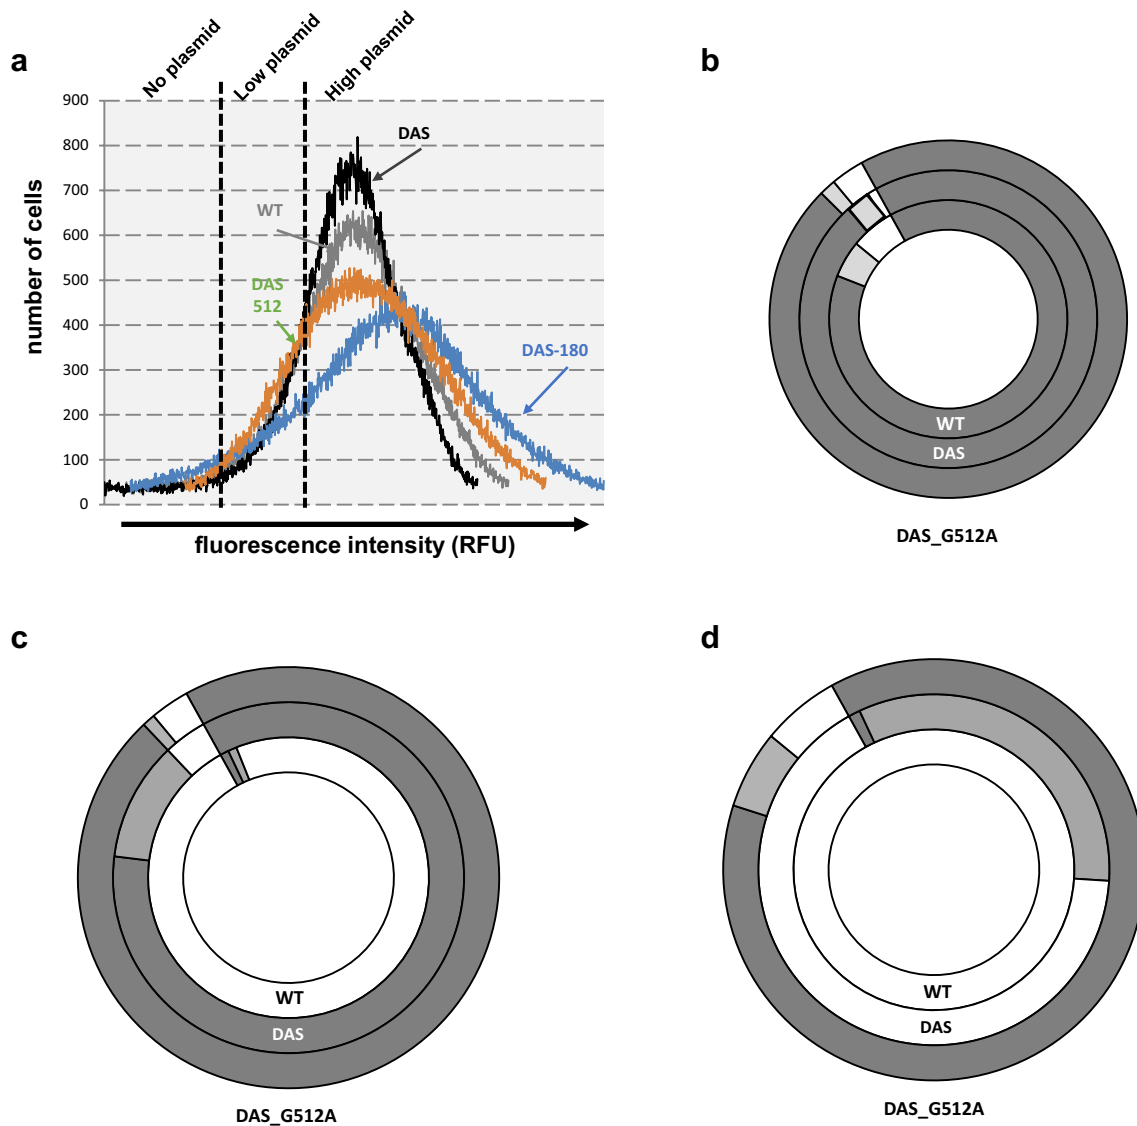 a
No plasmid
Low plasmid
High plasmid
900
800
700
600
500
400
300
200
100
0
number of cells
DAS
WT
DAS
512
DAS-180
fluorescence intensity (RFU)
b
WT
DAS
DAS_G512A
c
WT
DAS
DAS_G512A
d
WT
DAS
DAS_G512A